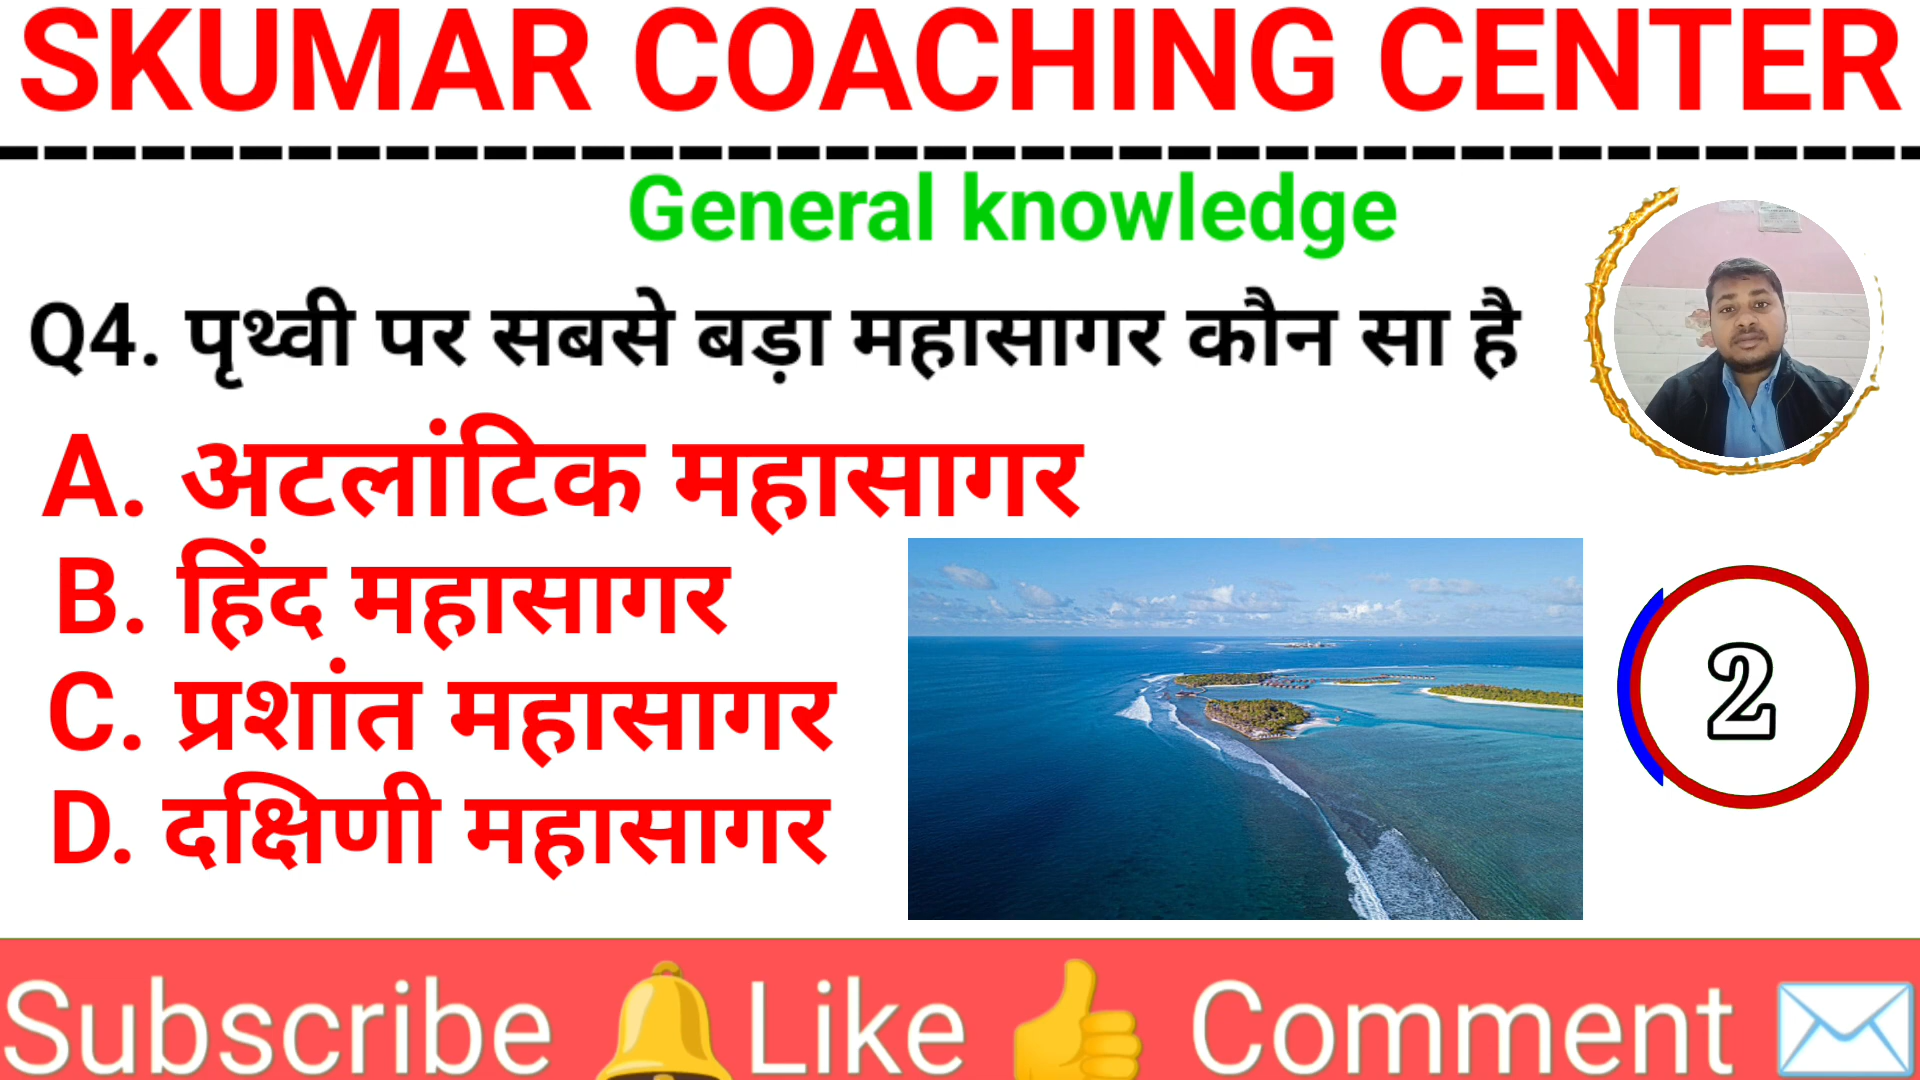 SKUMAR COACHING CENTER
General knowledge
Q4. पृथ्वी पर सबसे बड़ा महासागर कौन सा है
A. अटलांटिक महासागर
B. हिंद महासागर
C. प्रशांत महासागर
D. दक्षिणी महासागर
2
Subscribe 🔔 Like 👍 Comment ✉️